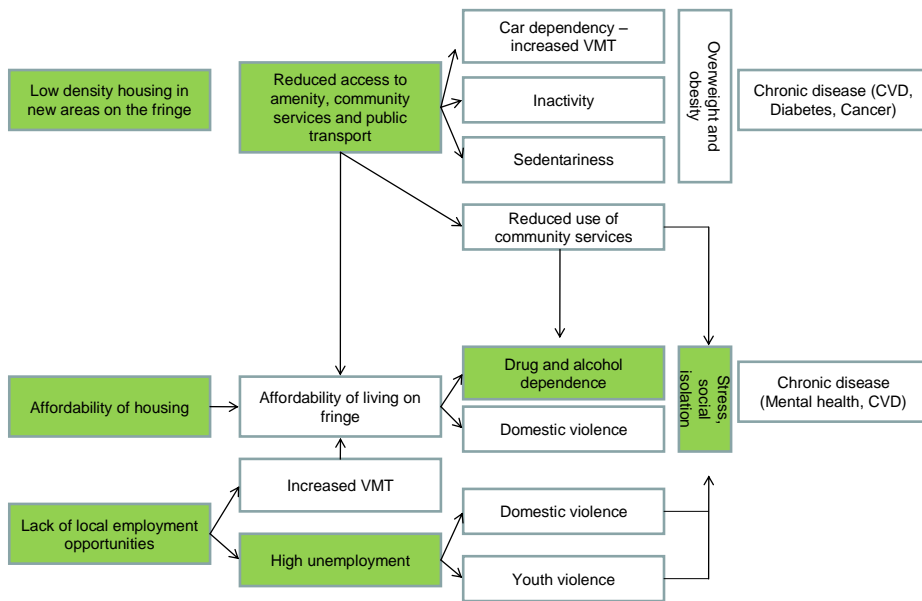 Low density housing in
new areas on the fringe
Reduced access to
amenity, community
services and public
transport
Car dependency –
increased VMT
Inactivity
Sedentariness
Overweight and
obesity
Chronic disease (CVD,
Diabetes, Cancer)
Reduced use of
community services
Affordability of housing
Affordability of living on
fringe
Drug and alcohol
dependence
Domestic violence
Stress,
social
isolation
Chronic disease
(Mental health, CVD)
Lack of local employment
opportunities
Increased VMT
High unemployment
Domestic violence
Youth violence